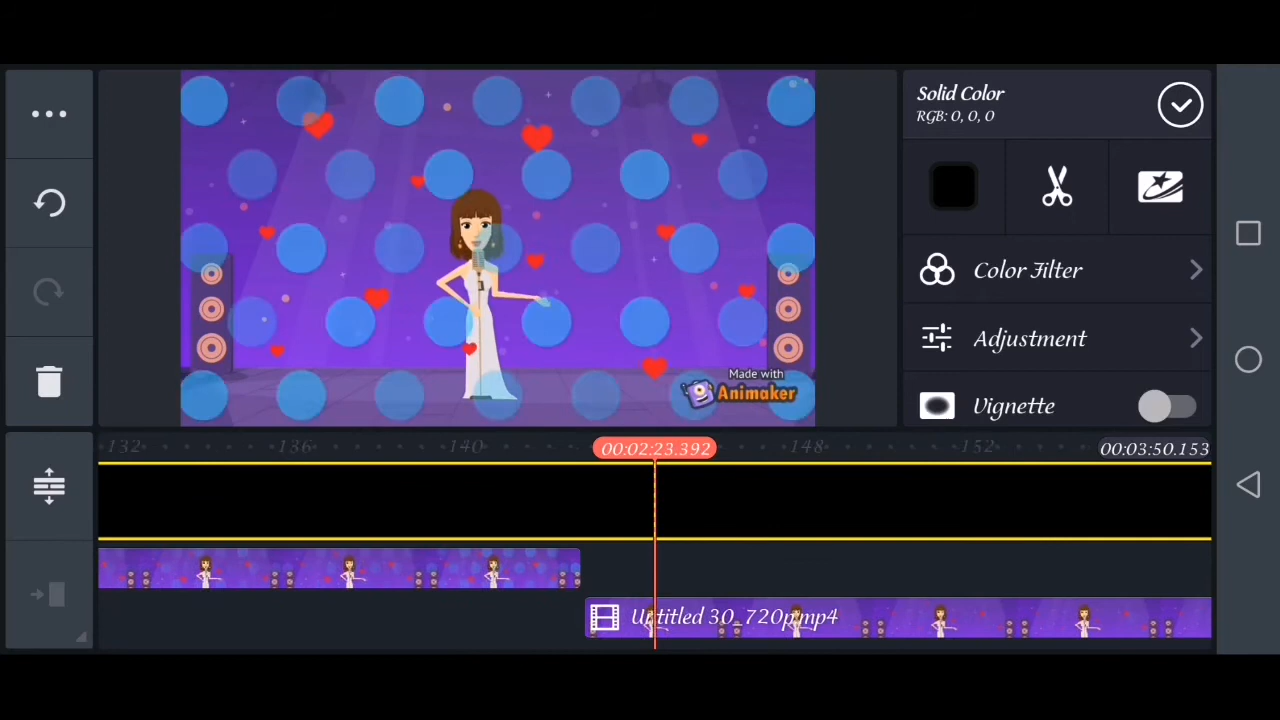 Solid Color
RGB: 0, 0, 0
Color Filter
Adjustment
Vignette
Made with
Animaker
132
136
140
00:02:23.392
148
152
00:03:50.153
Untitled 30_720p.mp4